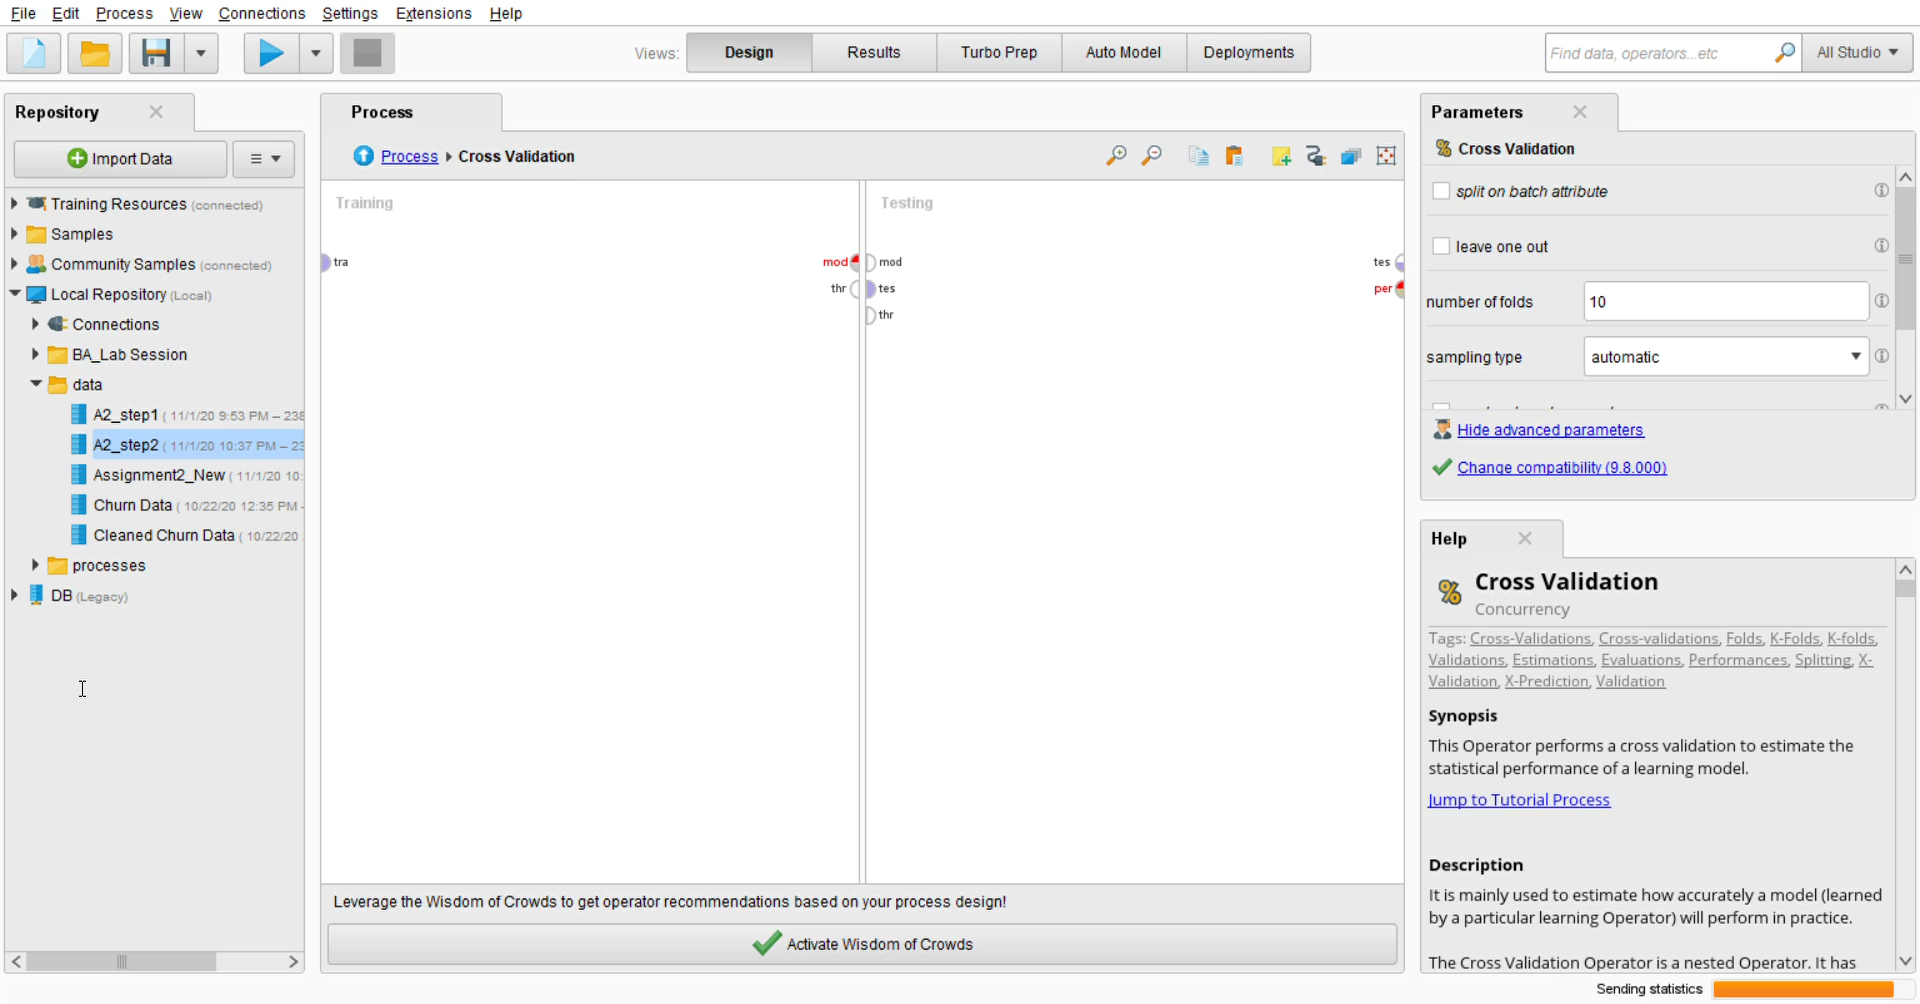 File Edit Process View Connections Settings Extensions Help
Views: Design Results Turbo Prep Auto Model Deployments
Find data, operators...etc All Studio
Repository
Import Data
Training Resources (connected)
Samples
Community Samples (connected)
Local Repository (Local)
Connections
BA_Lab Session
data
A2_step1 ( 11/1/20 9:53 PM – 238
A2_step2 ( 11/1/20 10:37 PM – 23
Assignment2_New ( 11/1/20 10:
Churn Data ( 10/22/20 12:35 PM -
Cleaned Churn Data ( 10/22/20
processes
DB (Legacy)
Process
Process Cross Validation
Training
tra
mod
thr
Testing
mod
tes
thr
tes
per
Leverage the Wisdom of Crowds to get operator recommendations based on your process design!
Activate Wisdom of Crowds
Parameters
Cross Validation
split on batch attribute
leave one out
number of folds 10
sampling type automatic
Hide advanced parameters
Change compatibility (9.8.000)
Help
Cross Validation
Concurrency
Tags: Cross-Validations, Cross-validations, Folds, K-Folds, K-folds,
Validations, Estimations, Evaluations, Performances, Splitting, X-
Validation, X-Prediction, Validation
Synopsis
This Operator performs a cross validation to estimate the
statistical performance of a learning model.
Jump to Tutorial Process
Description
It is mainly used to estimate how accurately a model (learned
by a particular learning Operator) will perform in practice.
The Cross Validation Operator is a nested Operator. It has
Sending statistics